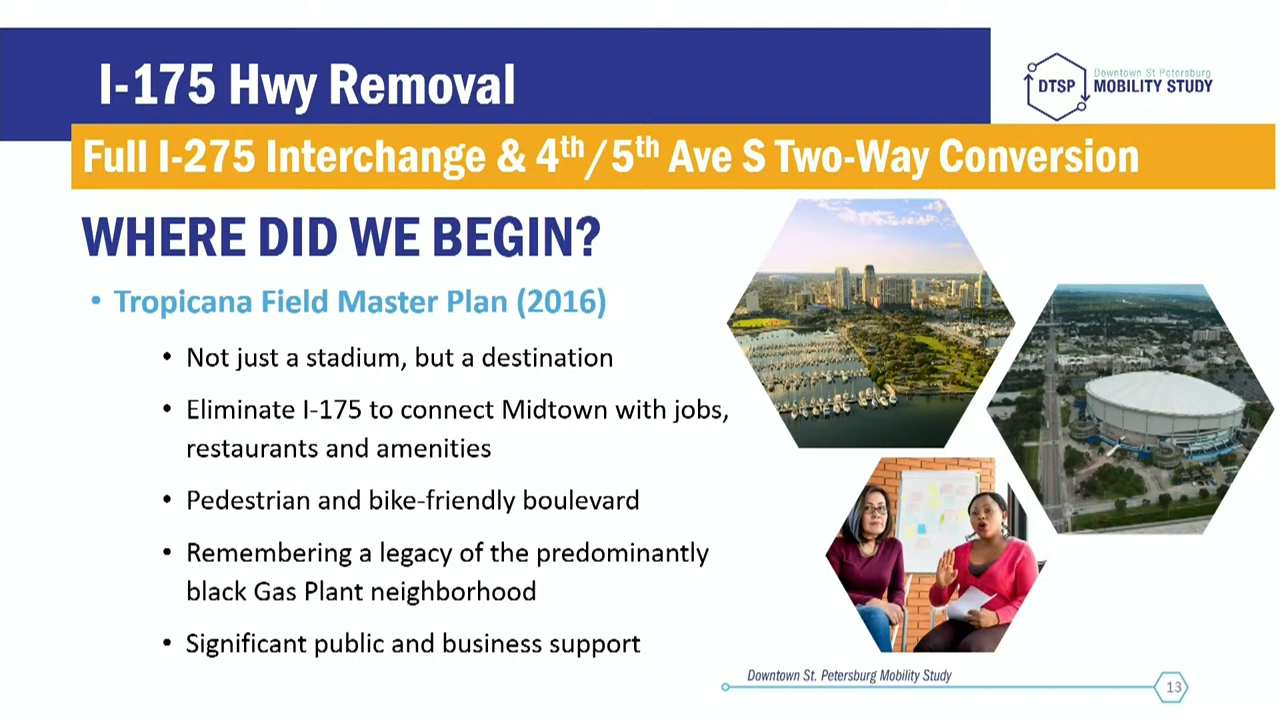 I-175 Hwy Removal
DTSP
Downtown St. Petersburg
MOBILITY STUDY
Full I-275 Interchange & 4th/5th Ave S Two-Way Conversion
WHERE DID WE BEGIN?
• Tropicana Field Master Plan (2016)
• Not just a stadium, but a destination
• Eliminate I-175 to connect Midtown with jobs,
restaurants and amenities
• Pedestrian and bike-friendly boulevard
• Remembering a legacy of the predominantly
black Gas Plant neighborhood
• Significant public and business support
Downtown St. Petersburg Mobility Study
13